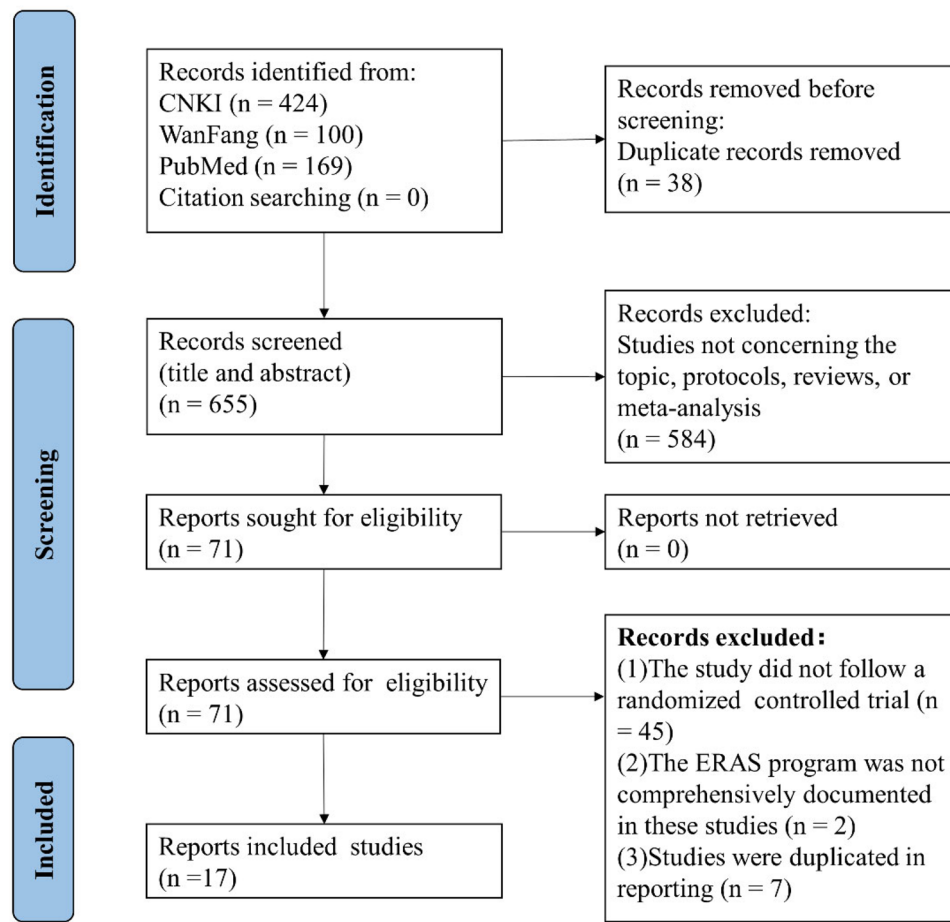 Identification
Records identified from:
CNKI (n = 424)
WanFang (n = 100)
PubMed (n = 169)
Citation searching (n = 0)
Records removed before
screening:
Duplicate records removed
(n = 38)
Screening
Records screened
(title and abstract)
(n = 655)
Records excluded:
Studies not concerning the
topic, protocols, reviews, or
meta-analysis
(n = 584)
Reports sought for eligibility
(n = 71)
Reports not retrieved
(n = 0)
Reports assessed for eligibility
(n = 71)
Records excluded:
(1)The study did not follow a
randomized controlled trial (n
= 45)
(2)The ERAS program was not
comprehensively documented
in these studies (n = 2)
(3)Studies were duplicated in
reporting (n = 7)
Included
Reports included studies
(n =17)